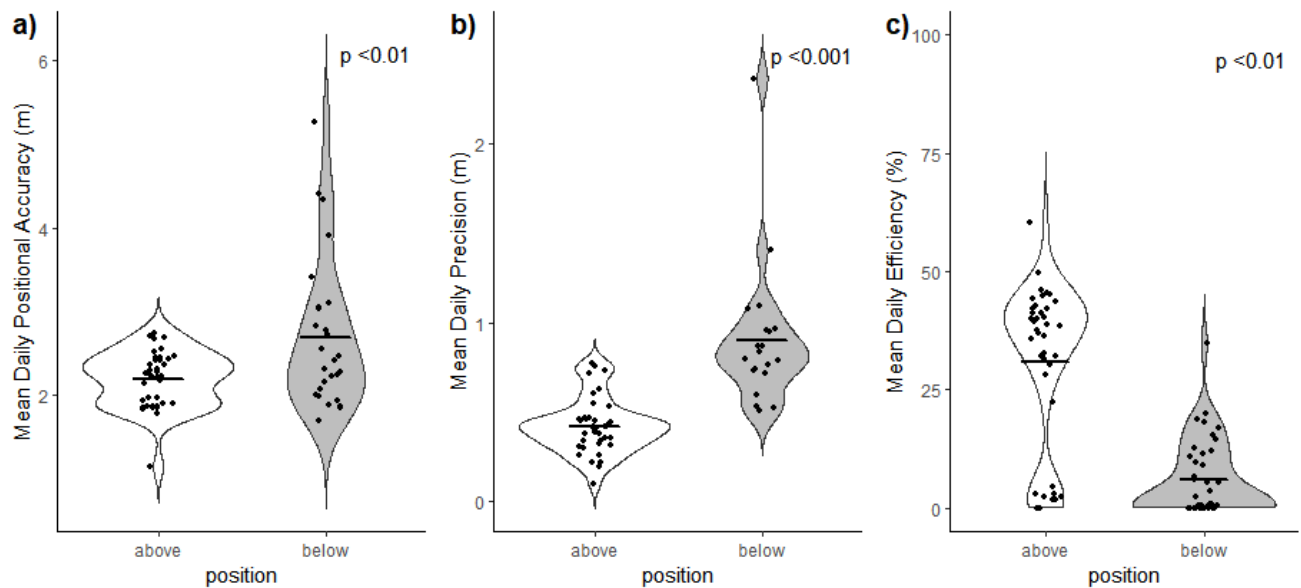 a)
p <0.01
Mean Daily Positional Accuracy (m)
6
4
2
above
below
position
b)
p <0.001
Mean Daily Precision (m)
2
1
0
above
below
position
c)
p <0.01
Mean Daily Efficiency (%)
100
75
50
25
0
above
below
position